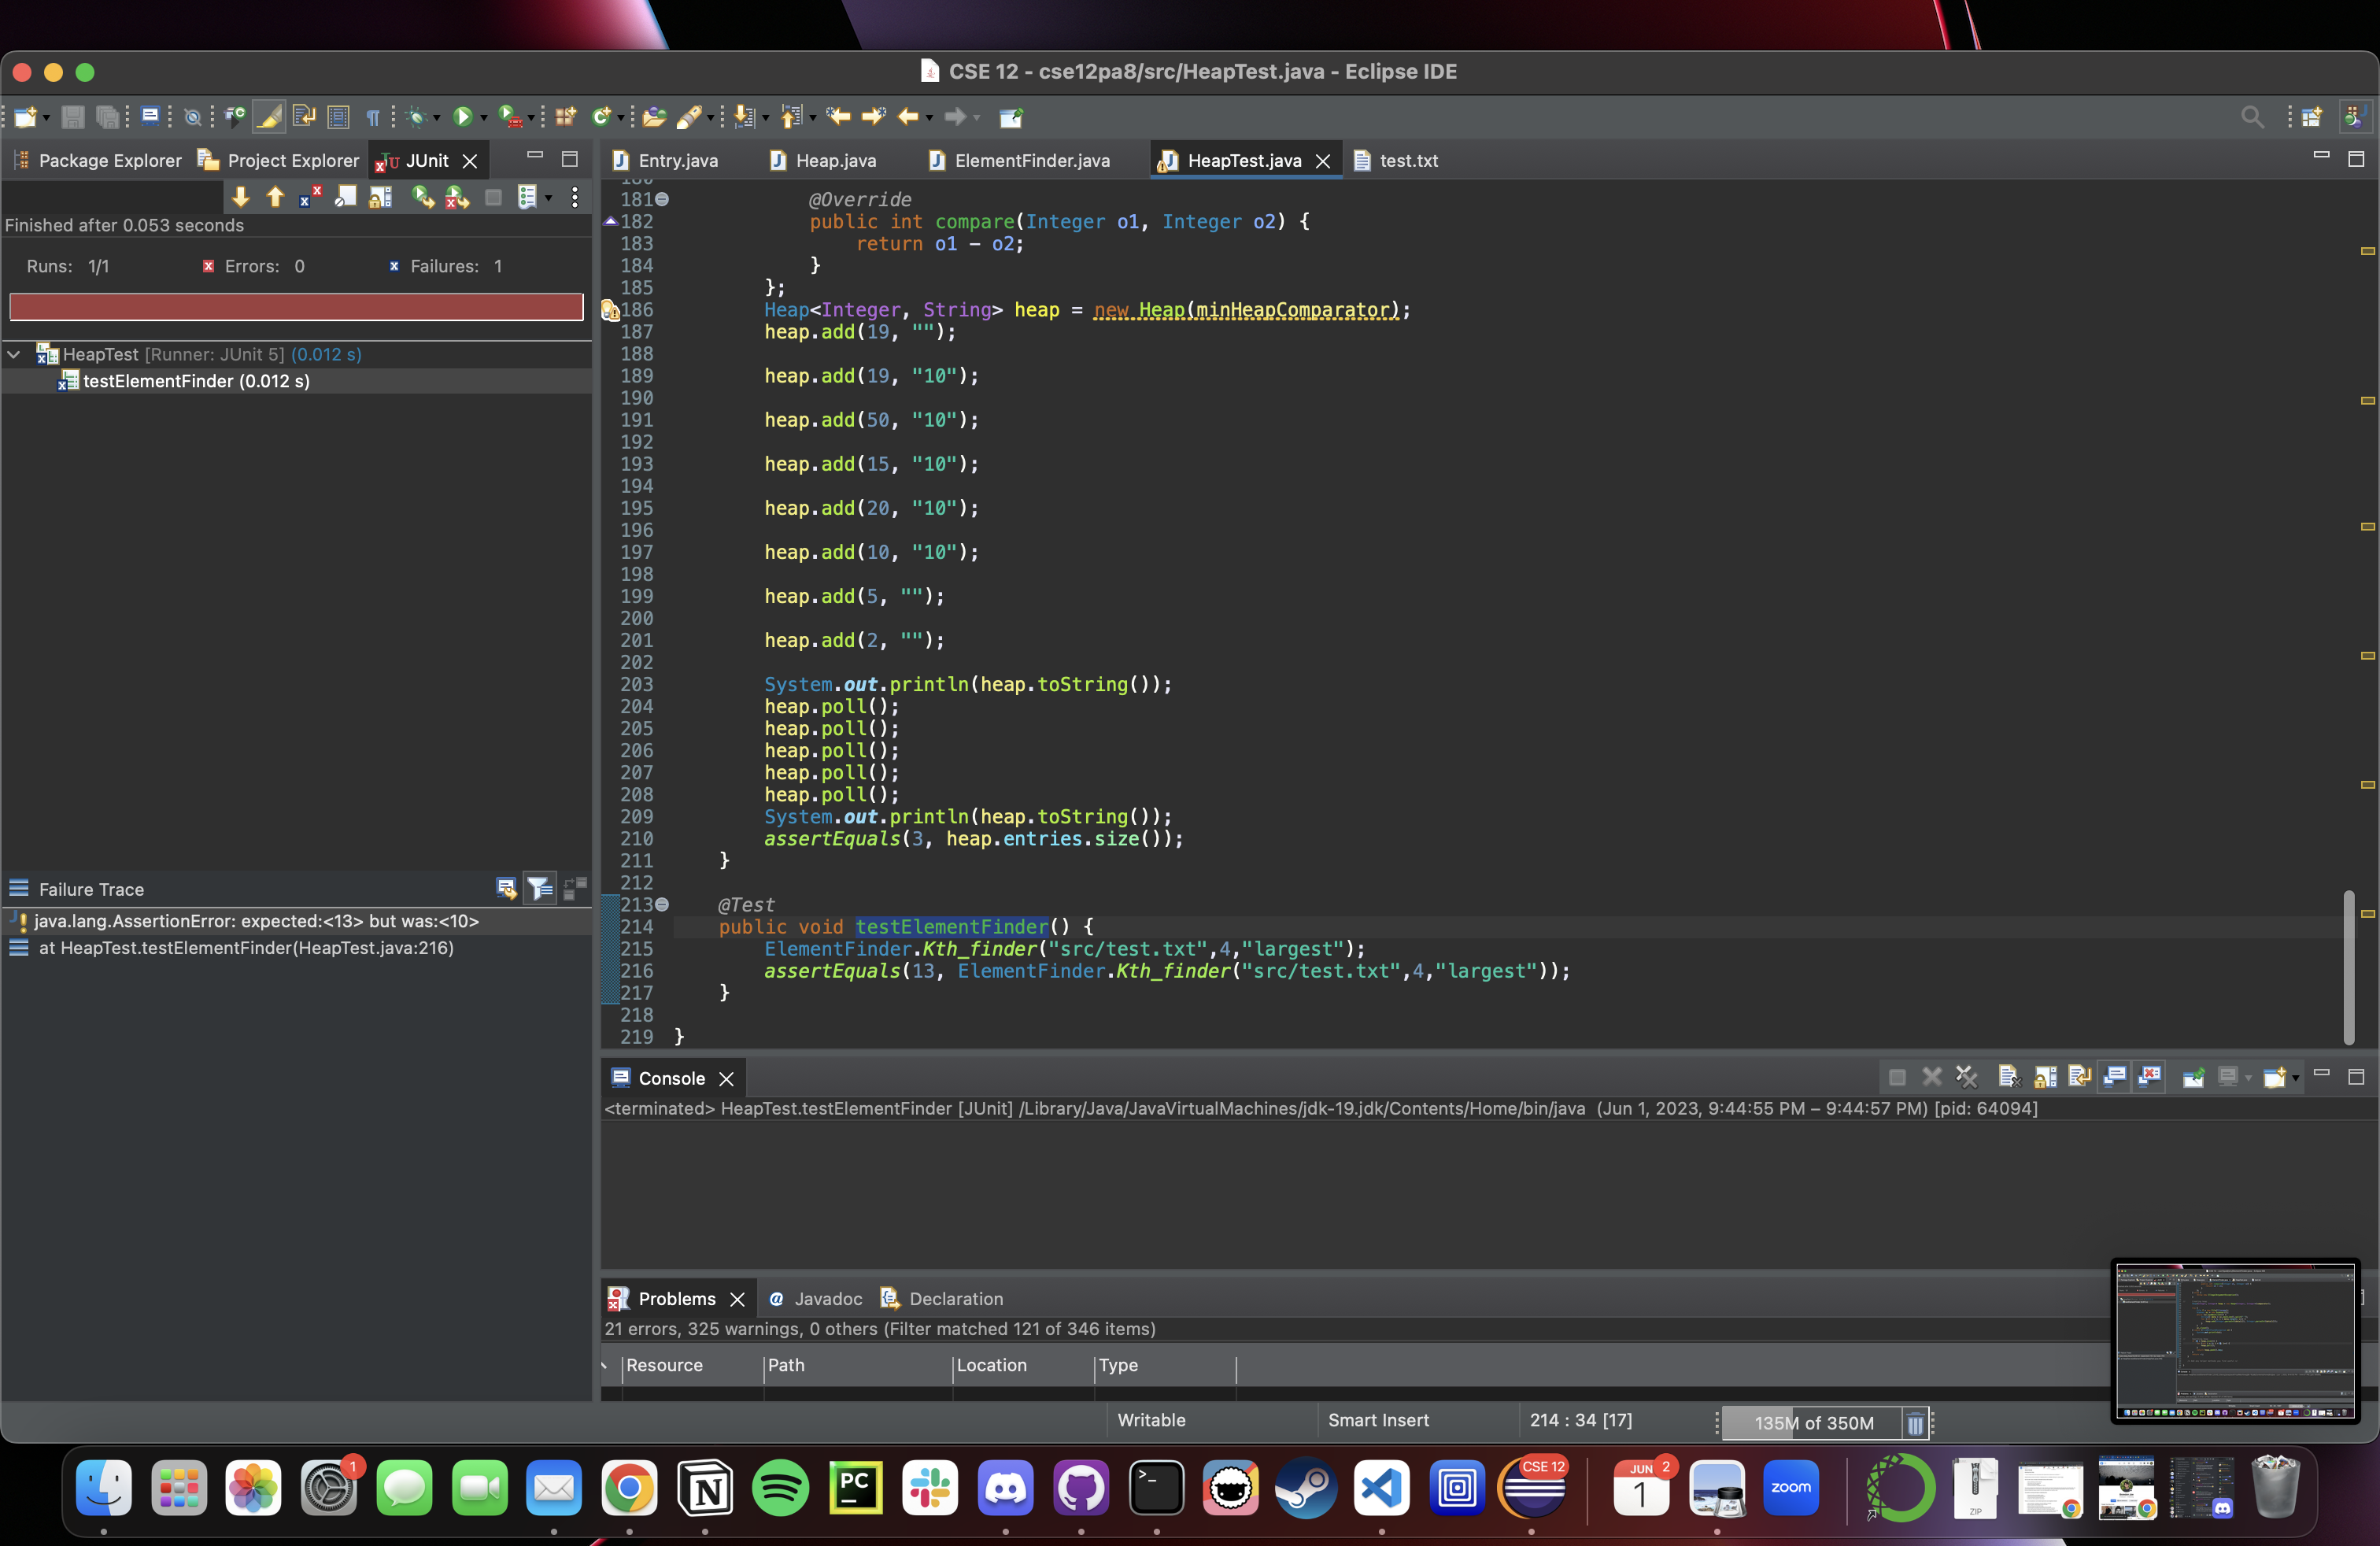 CSE 12 - cse12pa8/src/HeapTest.java - Eclipse IDE
Package Explorer
Project Explorer
JUnit
Finished after 0.053 seconds
Runs: 1/1
Errors: 0
Failures: 1
HeapTest [Runner: JUnit 5] (0.012 s)
testElementFinder (0.012 s)
Failure Trace
java.lang.AssertionError: expected:<13> but was:<10>
at HeapTest.testElementFinder(HeapTest.java:216)
Entry.java
Heap.java
ElementFinder.java
HeapTest.java
test.txt
181 @Override
182 public int compare(Integer o1, Integer o2) {
183 return o1 - o2;
184 }
185 };
186 Heap<Integer, String> heap = new Heap(minHeapComparator);
187 heap.add(19, "");
188
189 heap.add(19, "10");
190
191 heap.add(50, "10");
192
193 heap.add(15, "10");
194
195 heap.add(20, "10");
196
197 heap.add(10, "10");
198
199 heap.add(5, "");
200
201 heap.add(2, "");
202
203 System.out.println(heap.toString());
204 heap.poll();
205 heap.poll();
206 heap.poll();
207 heap.poll();
208 heap.poll();
209 System.out.println(heap.toString());
210 assertEquals(3, heap.entries.size());
211 }
212
213 @Test
214 public void testElementFinder() {
215 ElementFinder.Kth_finder("src/test.txt",4,"largest");
216 assertEquals(13, ElementFinder.Kth_finder("src/test.txt",4,"largest"));
217 }
218
219 }
Console
<terminated> HeapTest.testElementFinder [JUnit] /Library/Java/JavaVirtualMachines/jdk-19.jdk/Contents/Home/bin/java (Jun 1, 2023, 9:44:55 PM – 9:44:57 PM) [pid: 64094]
Problems
Javadoc
Declaration
21 errors, 325 warnings, 0 others (Filter matched 121 of 346 items)
Resource
Path
Location
Type
Writable
Smart Insert
214 : 34 [17]
135M of 350M
1
PC
CSE 12
JUN
2
1
zoom
ZIP